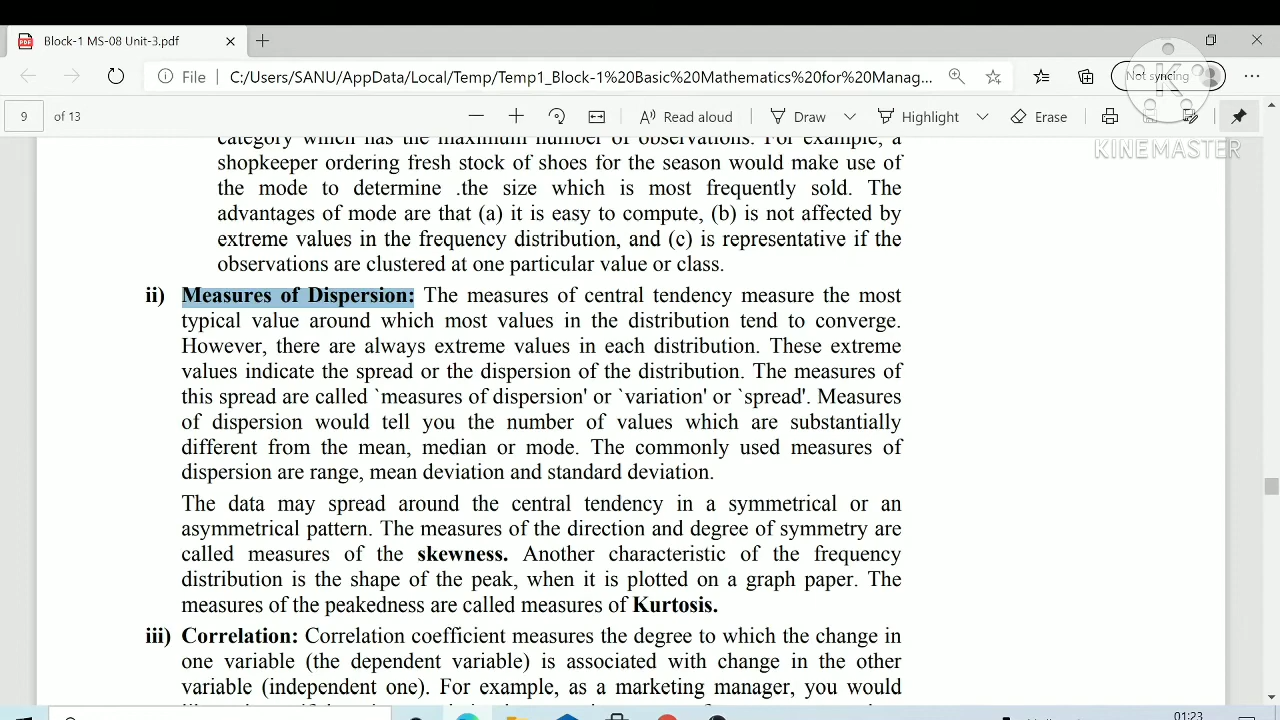 Block-1 MS-08 Unit-3.pdf
File
C:/Users/SANU/AppData/Local/Temp/Temp1_Block-1%20Basic%20Mathematics%20for%20Manag...
Not syncing
9 of 13
Read aloud
Draw
Highlight
Erase
K
KINEMASTER
category which has the maximum number of observations. For example, a
shopkeeper ordering fresh stock of shoes for the season would make use of
the mode to determine .the size which is most frequently sold. The
advantages of mode are that (a) it is easy to compute, (b) is not affected by
extreme values in the frequency distribution, and (c) is representative if the
observations are clustered at one particular value or class.
ii) Measures of Dispersion: The measures of central tendency measure the most
typical value around which most values in the distribution tend to converge.
However, there are always extreme values in each distribution. These extreme
values indicate the spread or the dispersion of the distribution. The measures of
this spread are called `measures of dispersion' or `variation' or `spread'. Measures
of dispersion would tell you the number of values which are substantially
different from the mean, median or mode. The commonly used measures of
dispersion are range, mean deviation and standard deviation.
The data may spread around the central tendency in a symmetrical or an
asymmetrical pattern. The measures of the direction and degree of symmetry are
called measures of the skewness. Another characteristic of the frequency
distribution is the shape of the peak, when it is plotted on a graph paper. The
measures of the peakedness are called measures of Kurtosis.
iii) Correlation: Correlation coefficient measures the degree to which the change in
one variable (the dependent variable) is associated with change in the other
variable (independent one). For example, as a marketing manager, you would
01:23